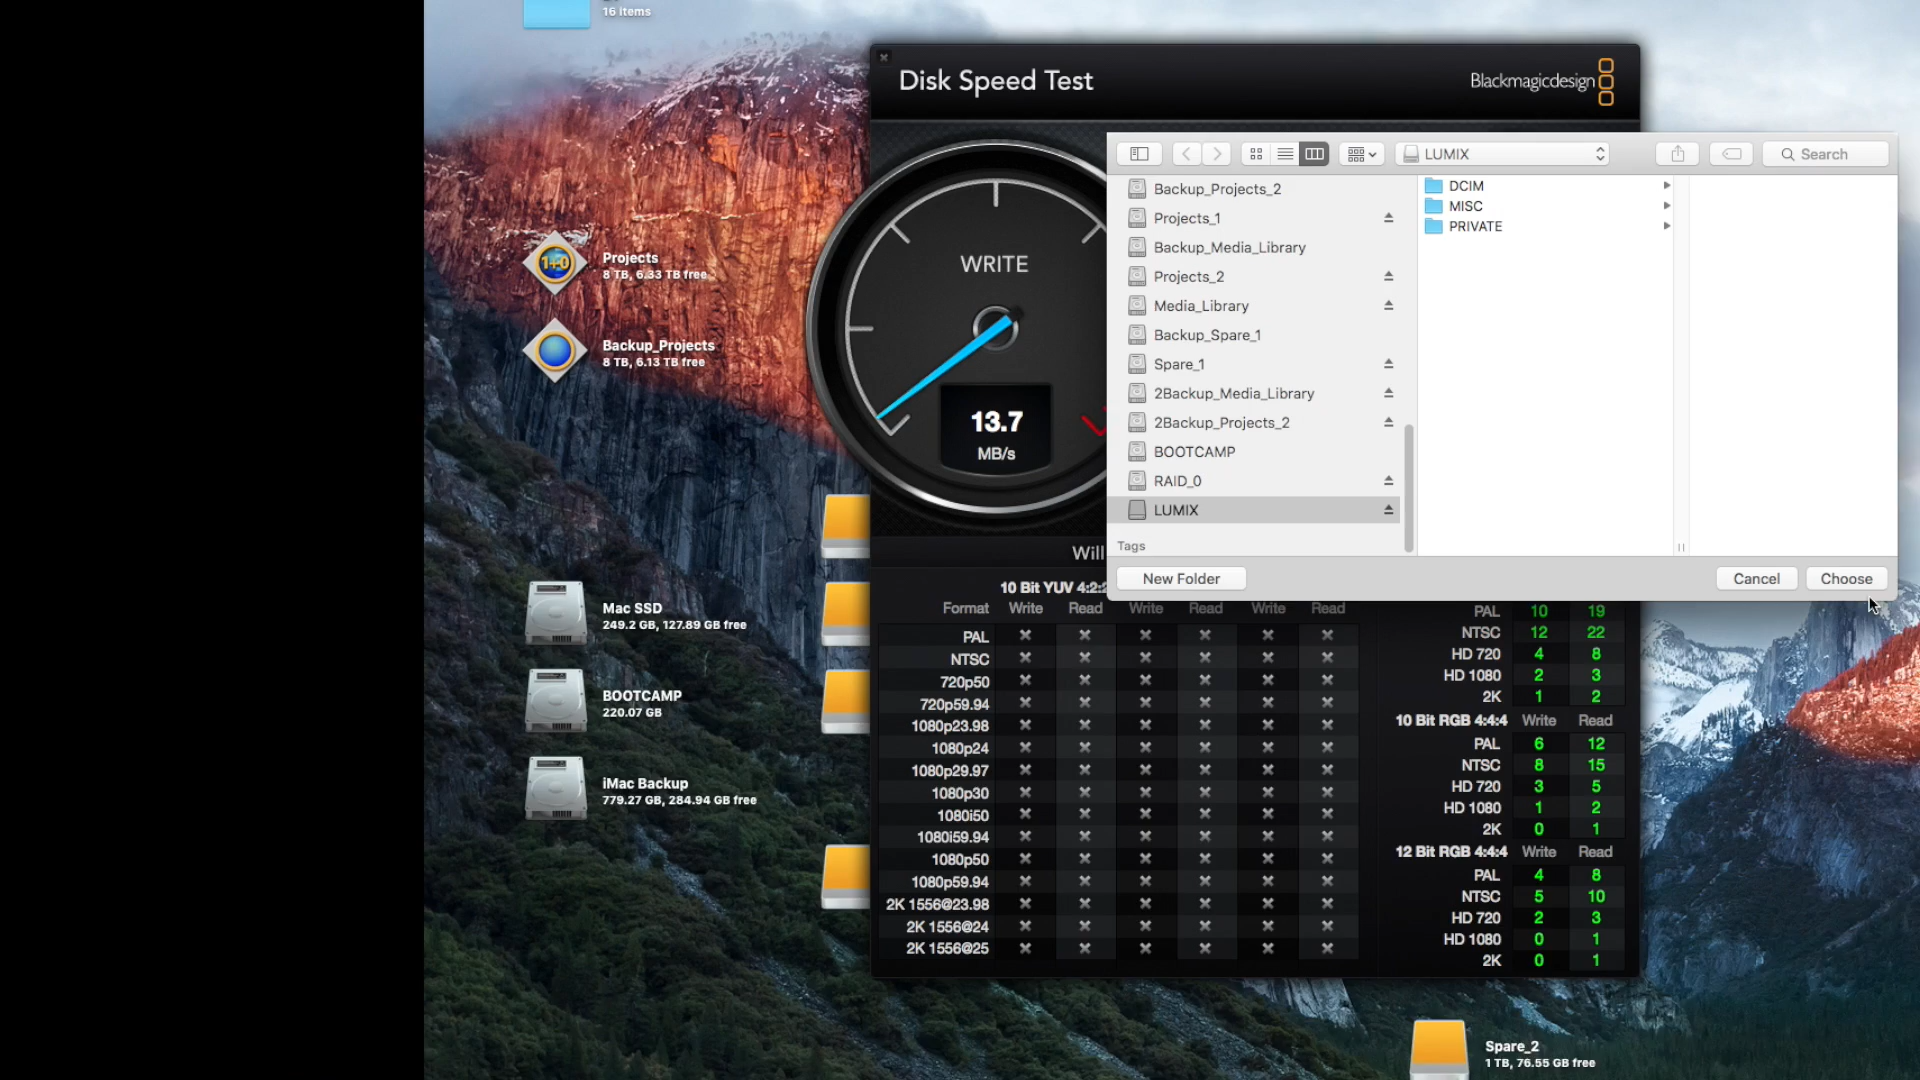 16 items
Projects
8 TB, 6.33 TB free
Backup_Projects
8 TB, 6.13 TB free
Mac SSD
249.2 GB, 127.89 GB free
BOOTCAMP
220.07 GB
iMac Backup
779.27 GB, 284.94 GB free
Spare_2
1 TB, 76.55 GB free
Disk Speed Test
Blackmagicdesign
WRITE
13.7
MB/s
Will
10 Bit YUV 4:2:2
Format Write Read Write Read Write Read
PAL
NTSC
720p50
720p59.94
1080p23.98
1080p24
1080p29.97
1080p30
1080i50
1080i59.94
1080p50
1080p59.94
2K 1556@23.98
2K 1556@24
2K 1556@25
PAL 10 19
NTSC 12 22
HD 720 4 8
HD 1080 2 3
2K 1 2
10 Bit RGB 4:4:4 Write Read
PAL 6 12
NTSC 8 15
HD 720 3 5
HD 1080 1 2
2K 0 1
12 Bit RGB 4:4:4 Write Read
PAL 4 8
NTSC 5 10
HD 720 2 3
HD 1080 0 1
2K 0 1
LUMIX
Search
Backup_Projects_2
Projects_1
Backup_Media_Library
Projects_2
Media_Library
Backup_Spare_1
Spare_1
2Backup_Media_Library
2Backup_Projects_2
BOOTCAMP
RAID_0
LUMIX
Tags
DCIM
MISC
PRIVATE
New Folder
Cancel
Choose
1+0